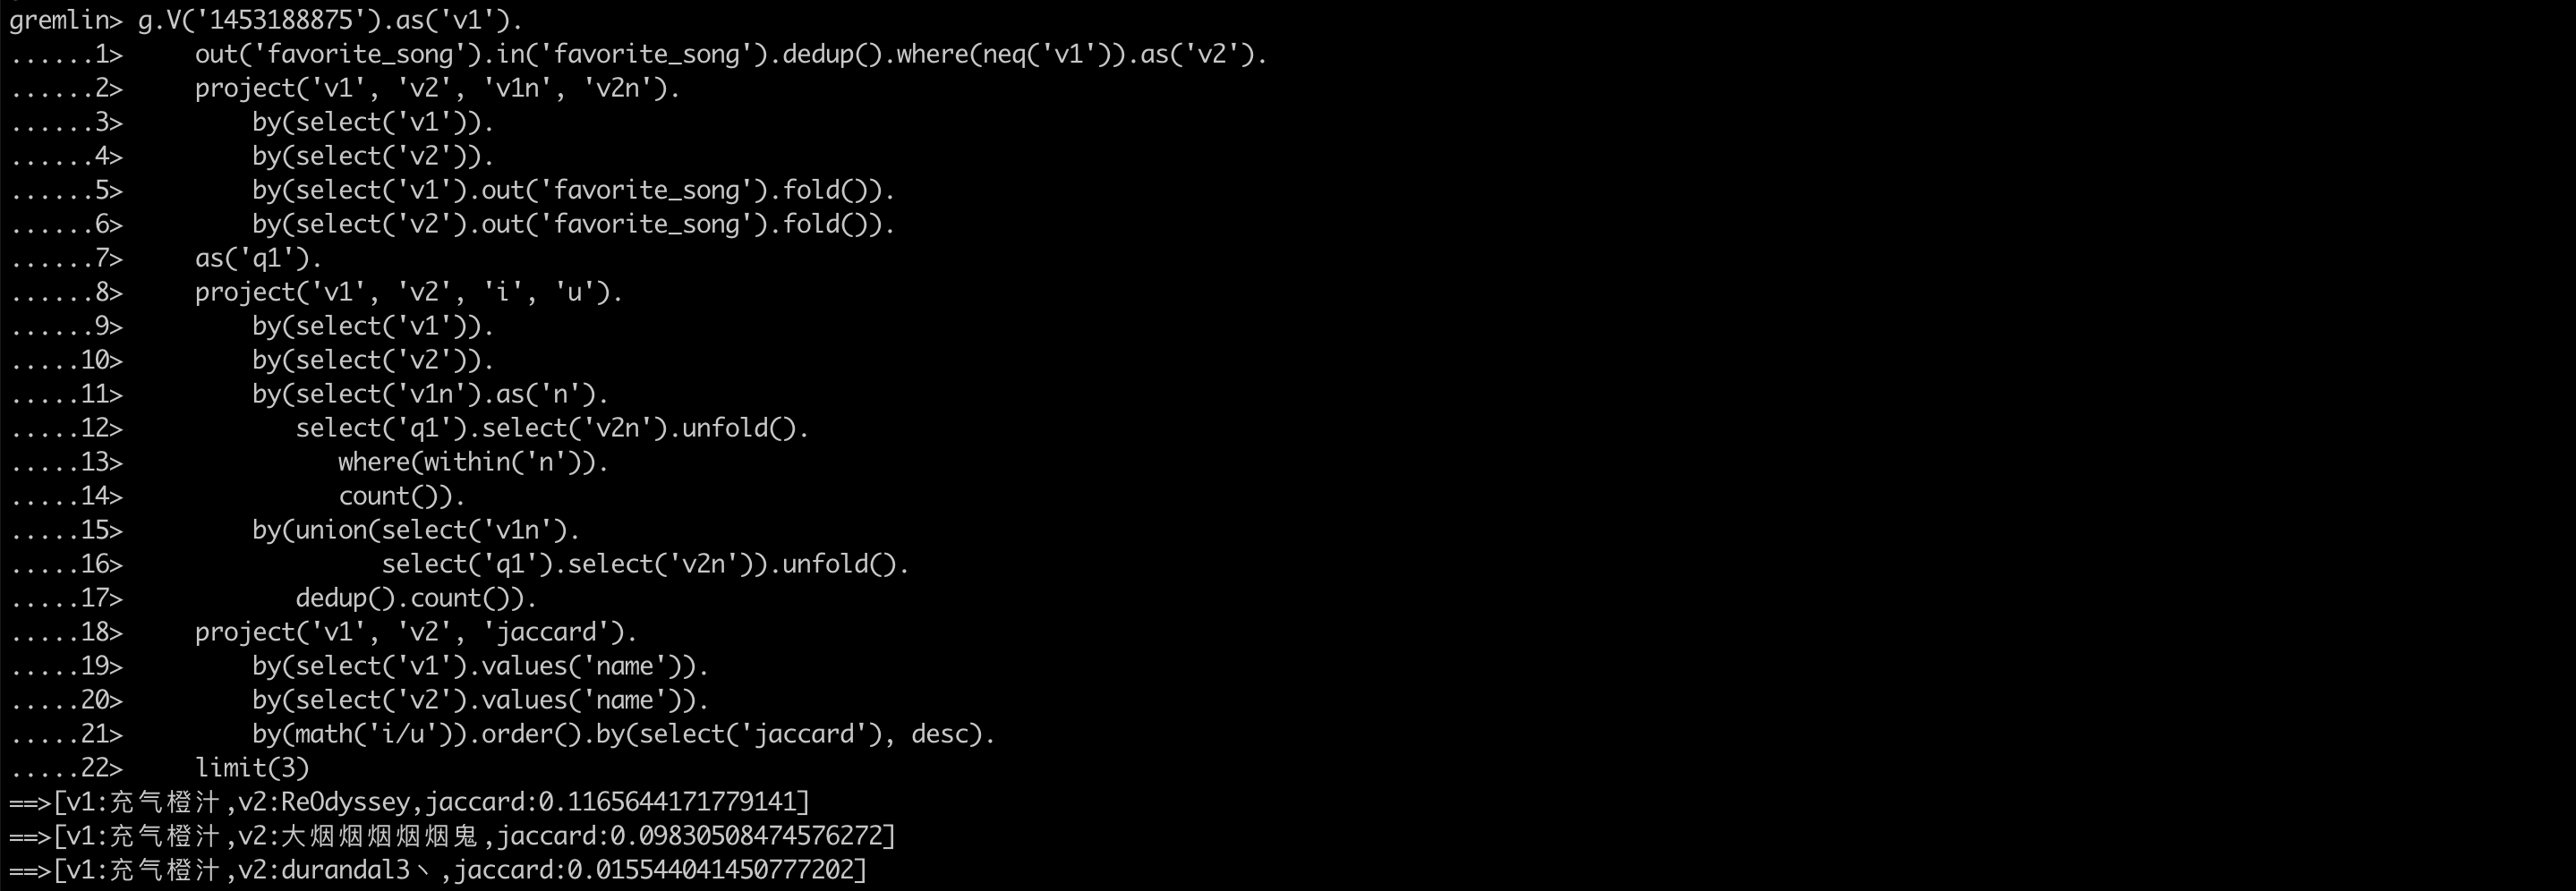 gremlin> g.V('1453188875').as('v1').
......1>     out('favorite_song').in('favorite_song').dedup().where(neq('v1')).as('v2').
......2>     project('v1', 'v2', 'v1n', 'v2n').
......3>         by(select('v1')).
......4>         by(select('v2')).
......5>         by(select('v1').out('favorite_song').fold()).
......6>         by(select('v2').out('favorite_song').fold()).
......7>     as('q1').
......8>     project('v1', 'v2', 'i', 'u').
......9>         by(select('v1')).
.....10>         by(select('v2')).
.....11>         by(select('v1n').as('n').
.....12>            select('q1').select('v2n').unfold().
.....13>               where(within('n')).
.....14>               count()).
.....15>         by(union(select('v1n').
.....16>                  select('q1').select('v2n')).unfold().
.....17>            dedup().count()).
.....18>     project('v1', 'v2', 'jaccard').
.....19>         by(select('v1').values('name')).
.....20>         by(select('v2').values('name')).
.....21>         by(math('i/u')).order().by(select('jaccard'), desc).
.....22>     limit(3)
==>[v1:充气橙汁,v2:ReOdyssey,jaccard:0.1165644171779141]
==>[v1:充气橙汁,v2:大烟烟烟烟烟鬼,jaccard:0.09830508474576272]
==>[v1:充气橙汁,v2:durandal3丶,jaccard:0.015544041450777202]